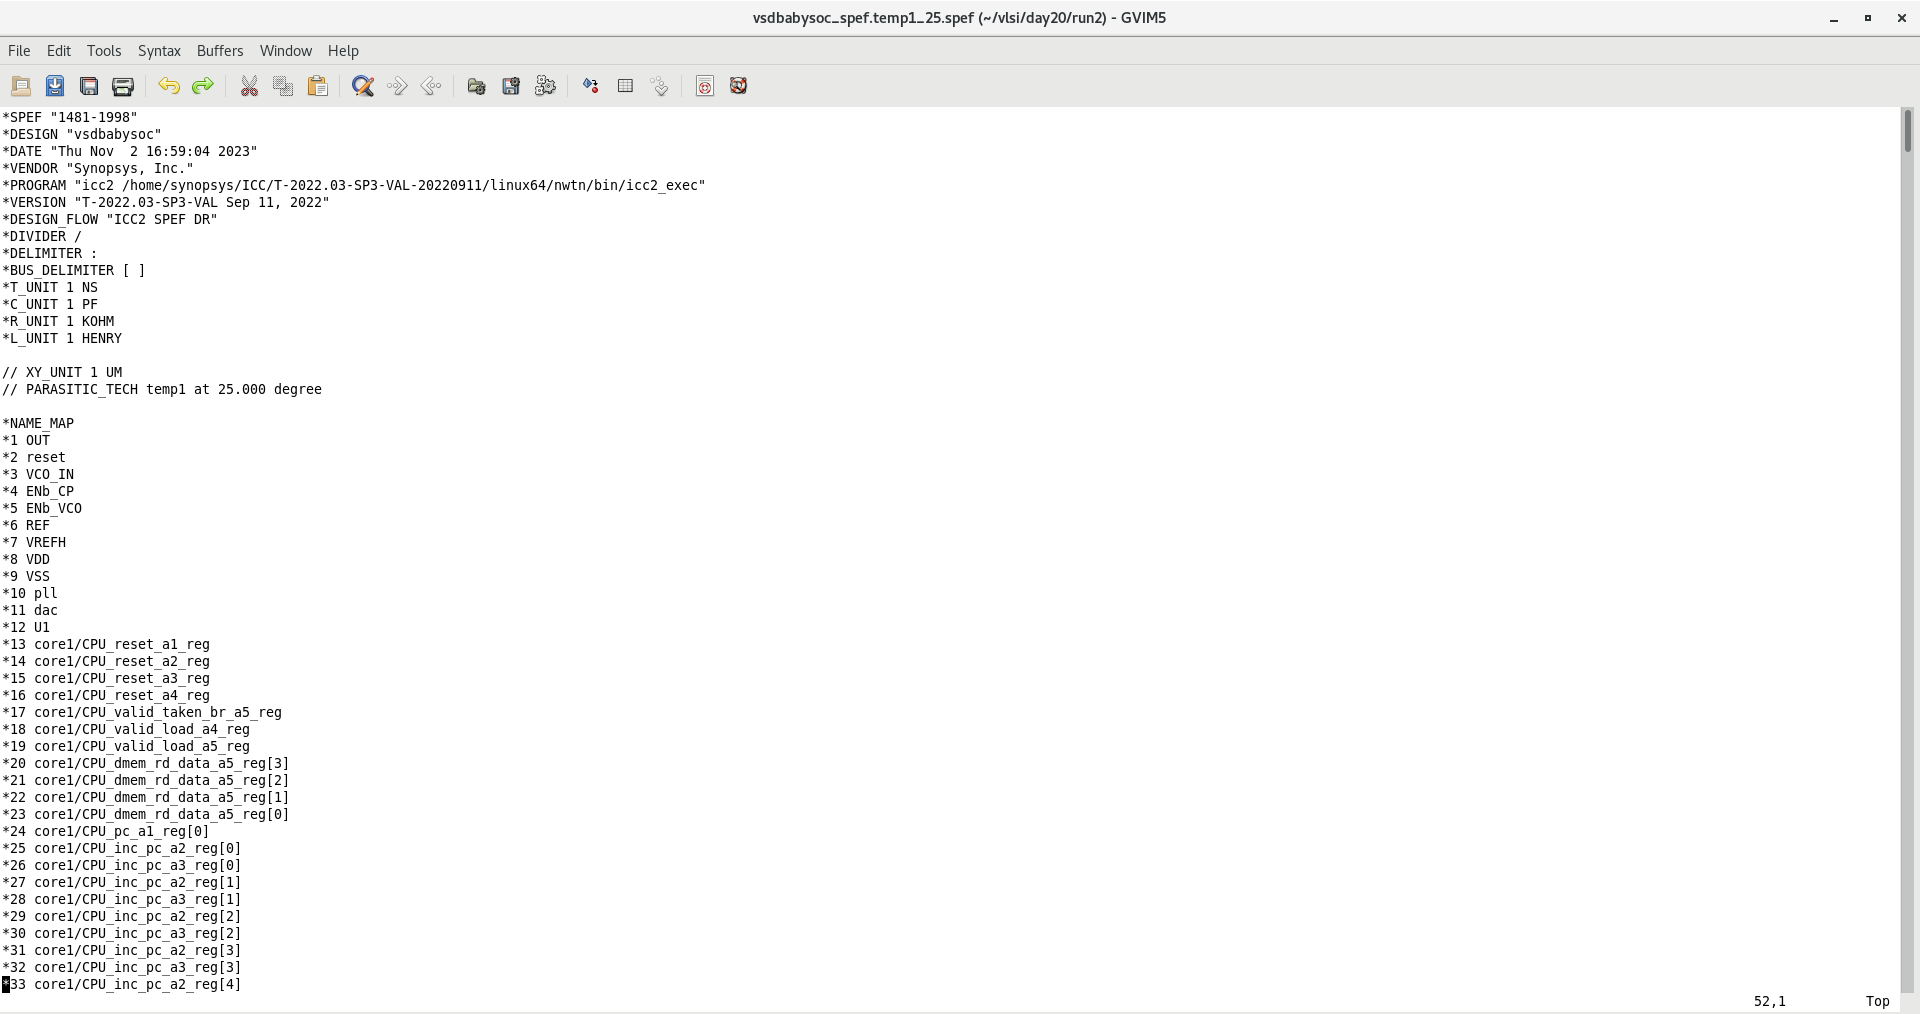 vsdbabysoc_spef.temp1_25.spef (~/vlsi/day20/run2) - GVIM5
File Edit Tools Syntax Buffers Window Help
*SPEF "1481-1998"
*DESIGN "vsdbabysoc"
*DATE "Thu Nov  2 16:59:04 2023"
*VENDOR "Synopsys, Inc."
*PROGRAM "icc2 /home/synopsys/ICC/T-2022.03-SP3-VAL-20220911/linux64/nwtn/bin/icc2_exec"
*VERSION "T-2022.03-SP3-VAL Sep 11, 2022"
*DESIGN_FLOW "ICC2 SPEF DR"
*DIVIDER /
*DELIMITER :
*BUS_DELIMITER [ ]
*T_UNIT 1 NS
*C_UNIT 1 PF
*R_UNIT 1 KOHM
*L_UNIT 1 HENRY
// XY_UNIT 1 UM
// PARASITIC_TECH temp1 at 25.000 degree
*NAME_MAP
*1 OUT
*2 reset
*3 VCO_IN
*4 ENb_CP
*5 ENb_VCO
*6 REF
*7 VREFH
*8 VDD
*9 VSS
*10 pll
*11 dac
*12 U1
*13 core1/CPU_reset_a1_reg
*14 core1/CPU_reset_a2_reg
*15 core1/CPU_reset_a3_reg
*16 core1/CPU_reset_a4_reg
*17 core1/CPU_valid_taken_br_a5_reg
*18 core1/CPU_valid_load_a4_reg
*19 core1/CPU_valid_load_a5_reg
*20 core1/CPU_dmem_rd_data_a5_reg[3]
*21 core1/CPU_dmem_rd_data_a5_reg[2]
*22 core1/CPU_dmem_rd_data_a5_reg[1]
*23 core1/CPU_dmem_rd_data_a5_reg[0]
*24 core1/CPU_pc_a1_reg[0]
*25 core1/CPU_inc_pc_a2_reg[0]
*26 core1/CPU_inc_pc_a3_reg[0]
*27 core1/CPU_inc_pc_a2_reg[1]
*28 core1/CPU_inc_pc_a3_reg[1]
*29 core1/CPU_inc_pc_a2_reg[2]
*30 core1/CPU_inc_pc_a3_reg[2]
*31 core1/CPU_inc_pc_a2_reg[3]
*32 core1/CPU_inc_pc_a3_reg[3]
*33 core1/CPU_inc_pc_a2_reg[4]
52,1 Top